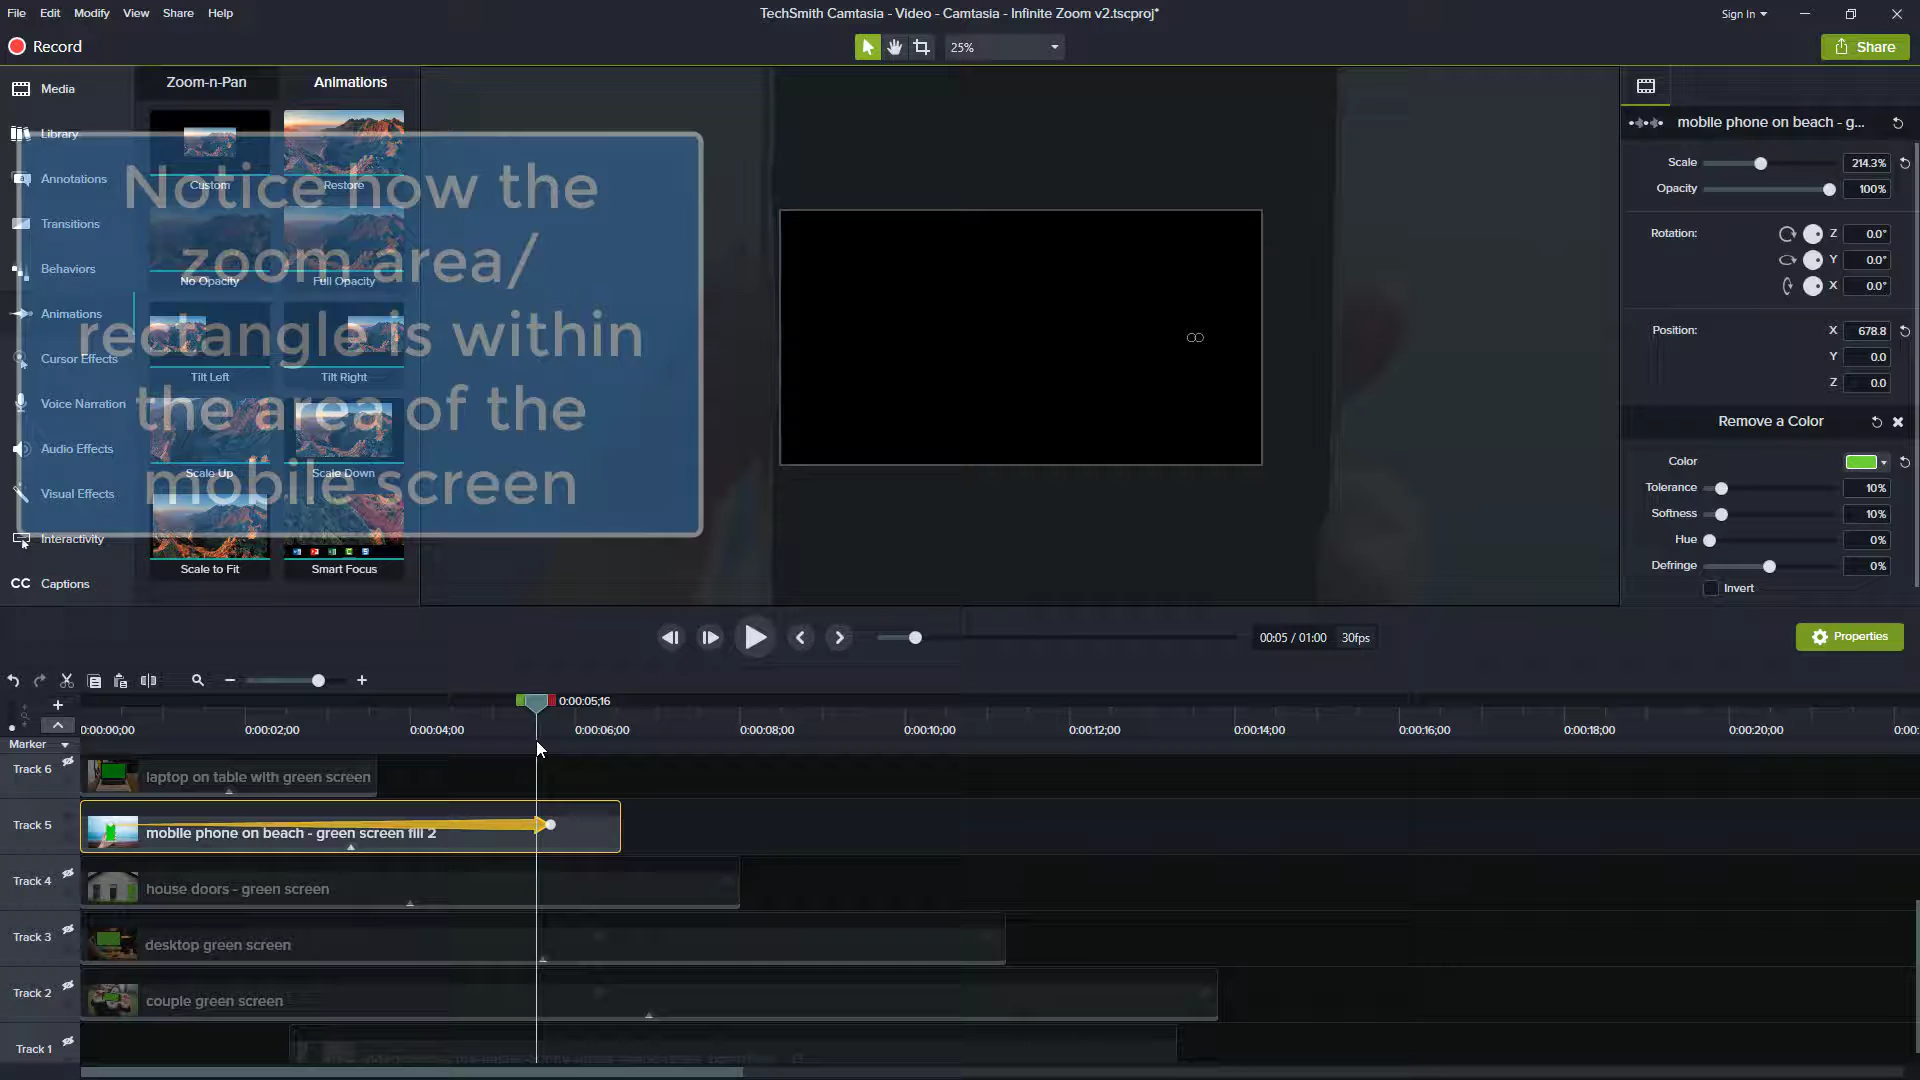 File Edit Modify View Share Help
TechSmith Camtasia - Video - Camtasia - Infinite Zoom v2.tscproj*
Sign In
Record
25%
Share
Media
Library
Annotations
Transitions
Behaviors
Animations
Cursor Effects
Voice Narration
Audio Effects
Visual Effects
Interactivity
CC Captions
Zoom-n-Pan Animations
Custom Restore
No Opacity Full Opacity
Tilt Left Tilt Right
Scale Up Scale Down
Scale to Fit Smart Focus
Notice how the
zoom area/
rectangle is within
the area of the
mobile screen
mobile phone on beach - g...
Scale 214.3%
Opacity 100%
Rotation: Z 0.0°
Y 0.0°
X 0.0°
Position: X 678.8
Y 0.0
Z 0.0
Remove a Color
Color
Tolerance 10%
Softness 10%
Hue 0%
Defringe 0%
Invert
00:05 / 01:00 30fps
Properties
0:00:05;16
0:00:00;00 0:00:02;00 0:00:04;00 0:00:06;00 0:00:08;00 0:00:10;00 0:00:12;00 0:00:14;00 0:00:16;00 0:00:18;00 0:00:20;00 0:00:
Marker
Track 6 laptop on table with green screen
Track 5 mobile phone on beach - green screen fill 2
Track 4 house doors - green screen
Track 3 desktop green screen
Track 2 couple green screen
Track 1